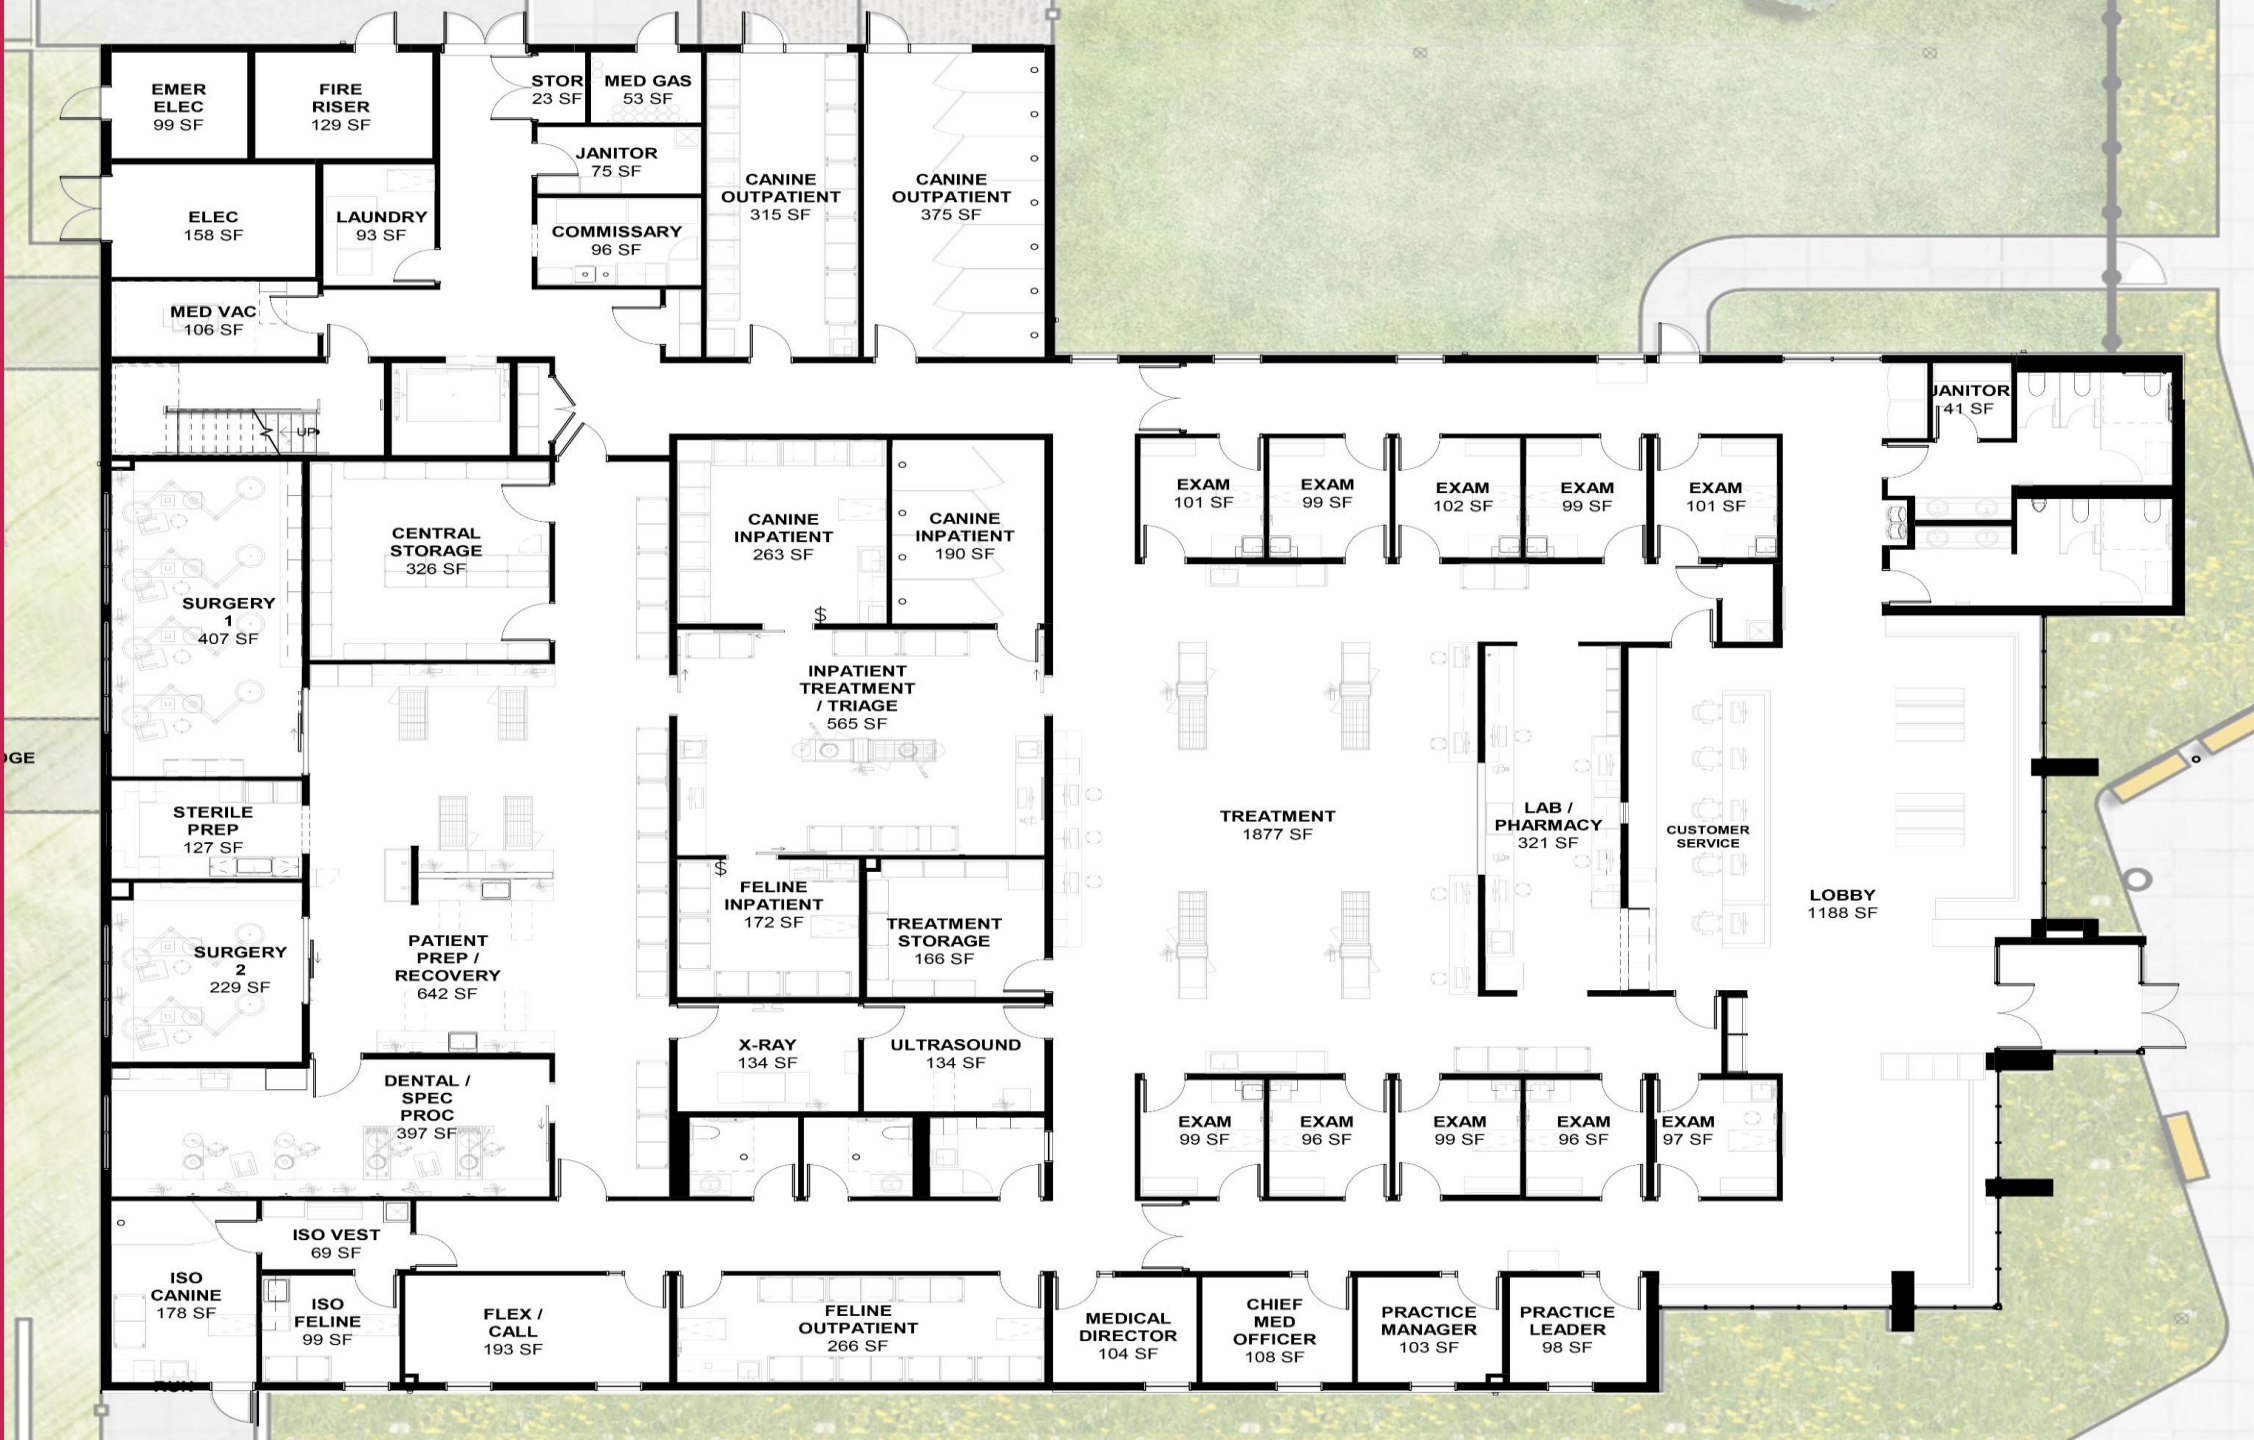 EMER
ELEC
99 SF
FIRE
RISER
129 SF
STOR
23 SF
MED GAS
53 SF
JANITOR
75 SF
CANINE
OUTPATIENT
315 SF
CANINE
OUTPATIENT
375 SF
ELEC
158 SF
LAUNDRY
93 SF
COMMISSARY
96 SF
MED VAC
106 SF
UP
JANITOR
41 SF
EXAM
101 SF
EXAM
99 SF
EXAM
102 SF
EXAM
99 SF
EXAM
101 SF
CENTRAL
STORAGE
326 SF
CANINE
INPATIENT
263 SF
CANINE
INPATIENT
190 SF
SURGERY
1
407 SF
$
INPATIENT
TREATMENT
/ TRIAGE
565 SF
DGE
STERILE
PREP
127 SF
TREATMENT
1877 SF
LAB /
PHARMACY
321 SF
CUSTOMER
SERVICE
LOBBY
1188 SF
$
FELINE
INPATIENT
172 SF
TREATMENT
STORAGE
166 SF
SURGERY
2
229 SF
PATIENT
PREP /
RECOVERY
642 SF
X-RAY
134 SF
ULTRASOUND
134 SF
DENTAL /
SPEC
PROC
397 SF
EXAM
99 SF
EXAM
96 SF
EXAM
99 SF
EXAM
96 SF
EXAM
97 SF
ISO VEST
69 SF
ISO
CANINE
178 SF
ISO
FELINE
99 SF
FLEX /
CALL
193 SF
FELINE
OUTPATIENT
266 SF
MEDICAL
DIRECTOR
104 SF
CHIEF
MED
OFFICER
108 SF
PRACTICE
MANAGER
103 SF
PRACTICE
LEADER
98 SF
RUN